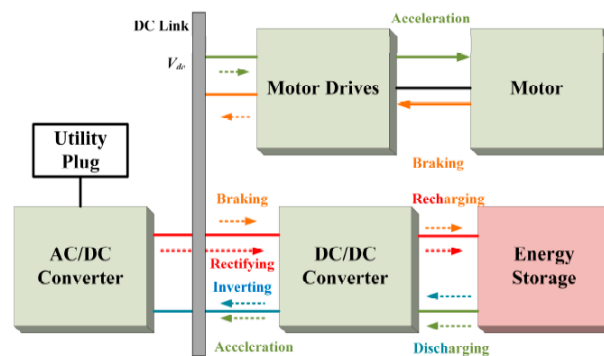 DC Link
Acceleration
Vdc
Motor Drives
Motor
Utility
Plug
Braking
Braking
Recharging
AC/DC
Converter
Rectifying
DC/DC
Converter
Energy
Storage
Inverting
Acceleration
Discharging